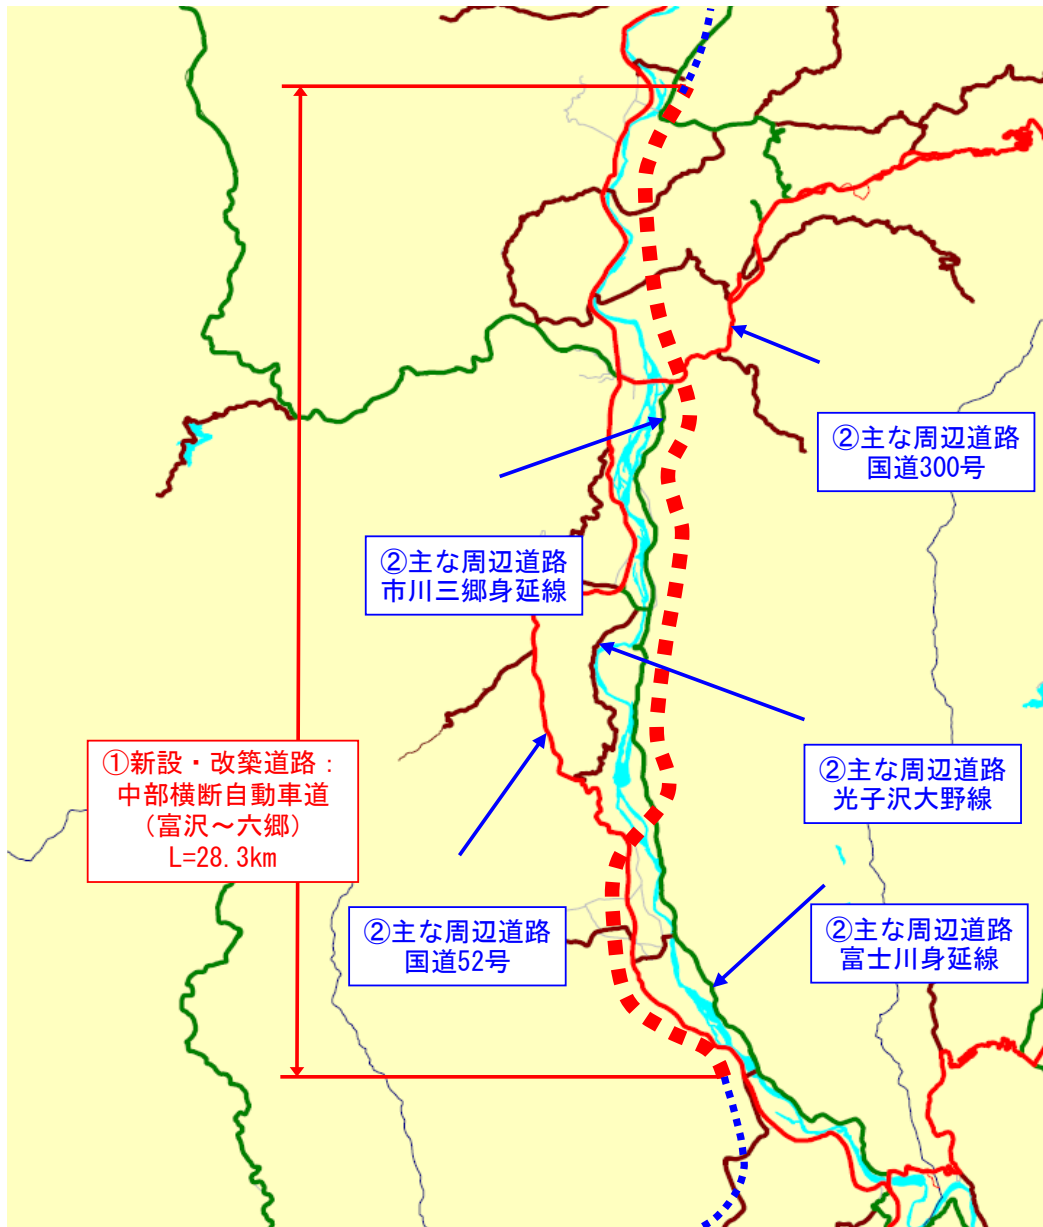 ②主な周辺道路
国道300号
②主な周辺道路
市川三郷身延線
①新設・改築道路：
中部横断自動車道
（富沢～六郷）
L=28.3km
②主な周辺道路
光子沢大野線
②主な周辺道路
国道52号
②主な周辺道路
富士川身延線